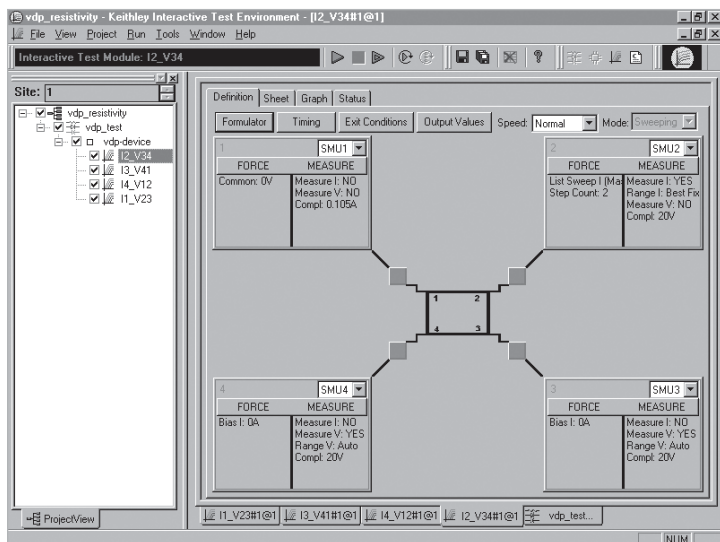 vdp_resistivity - Keithley Interactive Test Environment - [I2_V34#1@1]
File View Project Run Tools Window Help
Interactive Test Module: I2_V34
Site: 1
vdp_resistivity
vdp_test
vdp-device
I2_V34
I3_V41
I4_V12
I1_V23
ProjectView
Definition Sheet Graph Status
Formulator Timing Exit Conditions Output Values Speed: Normal Mode: Sweeping
1 SMU1
FORCE MEASURE
Common: 0V
Measure I: NO
Measure V: NO
Compl: 0.105A
2 SMU2
FORCE MEASURE
List Sweep I (Mas
Step Count: 2
Measure I: YES
Range I: Best Fix
Measure V: NO
Compl: 20V
1 2
4 3
4 SMU4
FORCE MEASURE
Bias I: 0A
Measure I: NO
Measure V: YES
Range V: Auto
Compl: 20V
3 SMU3
FORCE MEASURE
Bias I: 0A
Measure I: NO
Measure V: YES
Range V: Auto
Compl: 20V
I1_V23#1@1 I3_V41#1@1 I4_V12#1@1 I2_V34#1@1 vdp_test...
NUM